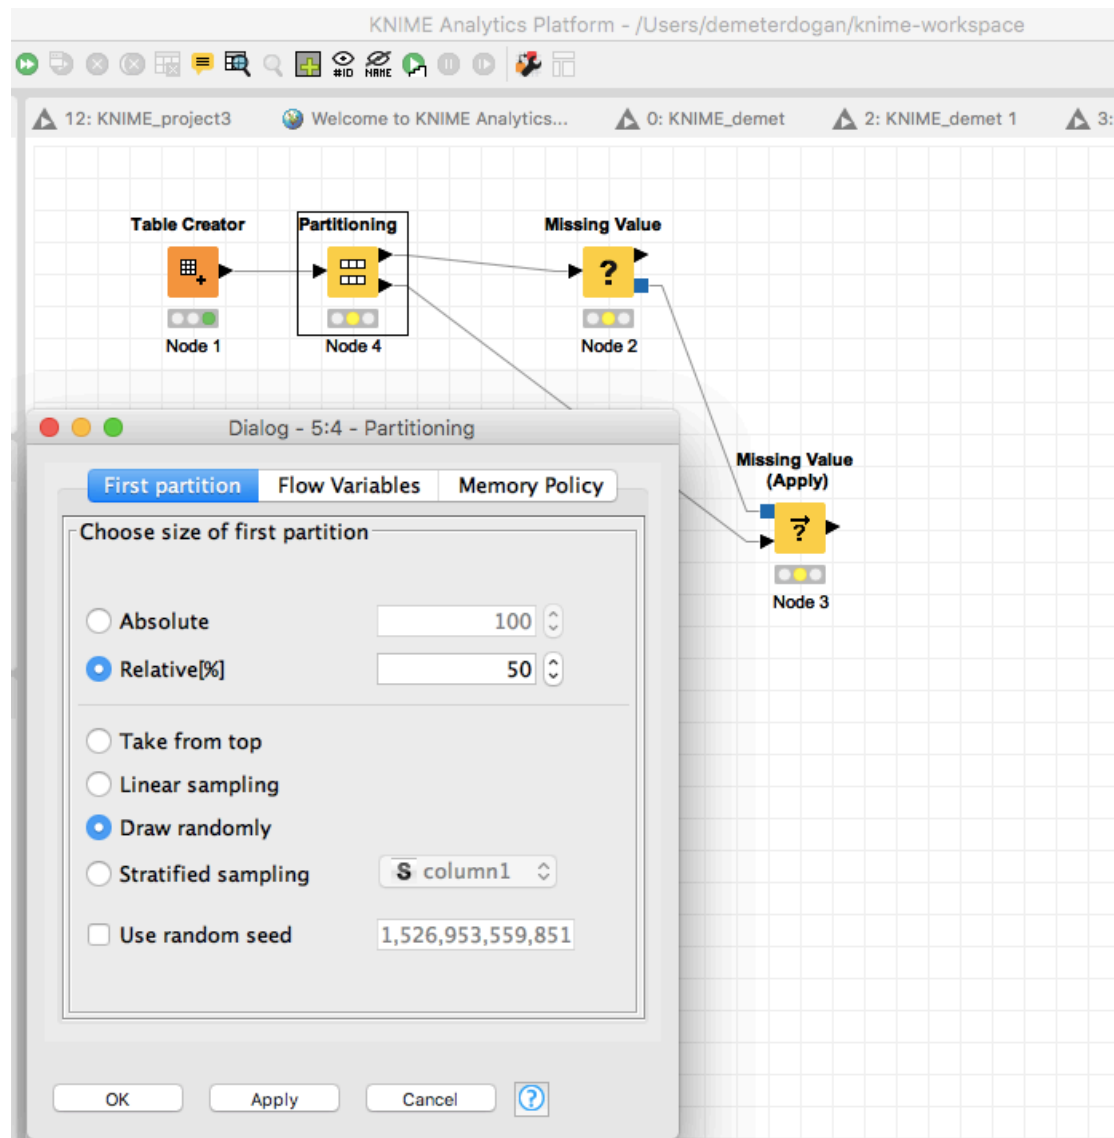 KNIME Analytics Platform - /Users/demeterdogan/knime-workspace
#ID NAME
12: KNIME_project3 Welcome to KNIME Analytics... 0: KNIME_demet 2: KNIME_demet 1 3:
Table Creator Partitioning Missing Value
?
Node 1 Node 4 Node 2
Dialog - 5:4 - Partitioning
Missing Value
(Apply)
First partition Flow Variables Memory Policy
?
Choose size of first partition
Node 3
Absolute 100
Relative[%] 50
Take from top
Linear sampling
Draw randomly
Stratified sampling S column1
Use random seed 1,526,953,559,851
OK Apply Cancel ?